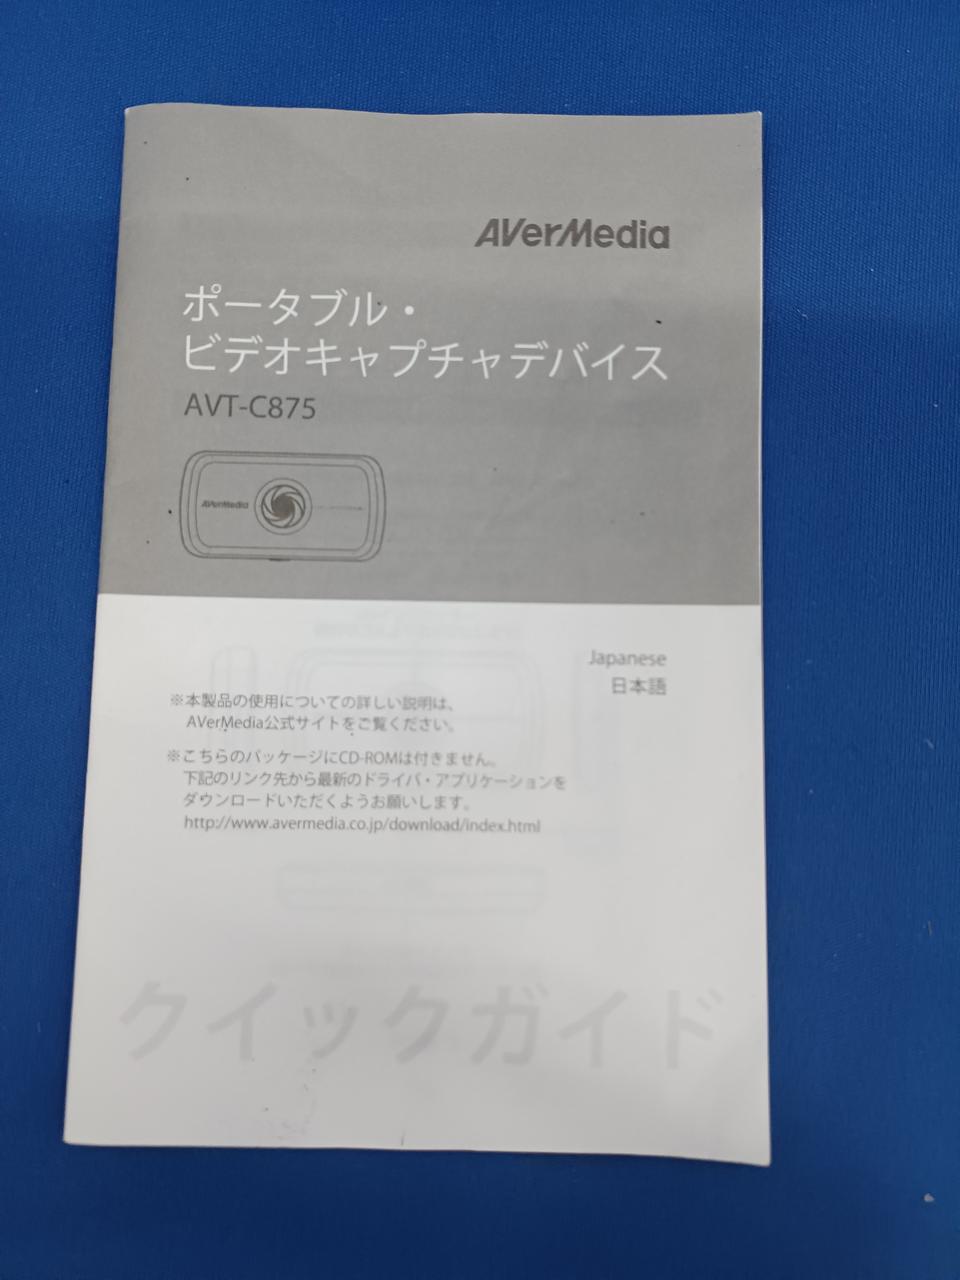 AVerMedia
ポータブル・
ビデオキャプチャデバイス
AVT-C875
AVerMedia
Japanese
日本語
※本製品の使用についての詳しい説明は、
AVerMedia公式サイトをご覧ください。
※こちらのパッケージにCD-ROMは付きません。
下記のリンク先から最新のドライバ・アプリケーションを
ダウンロードいただくようお願いします。
http://www.avermedia.co.jp/download/index.html
クイックガイド